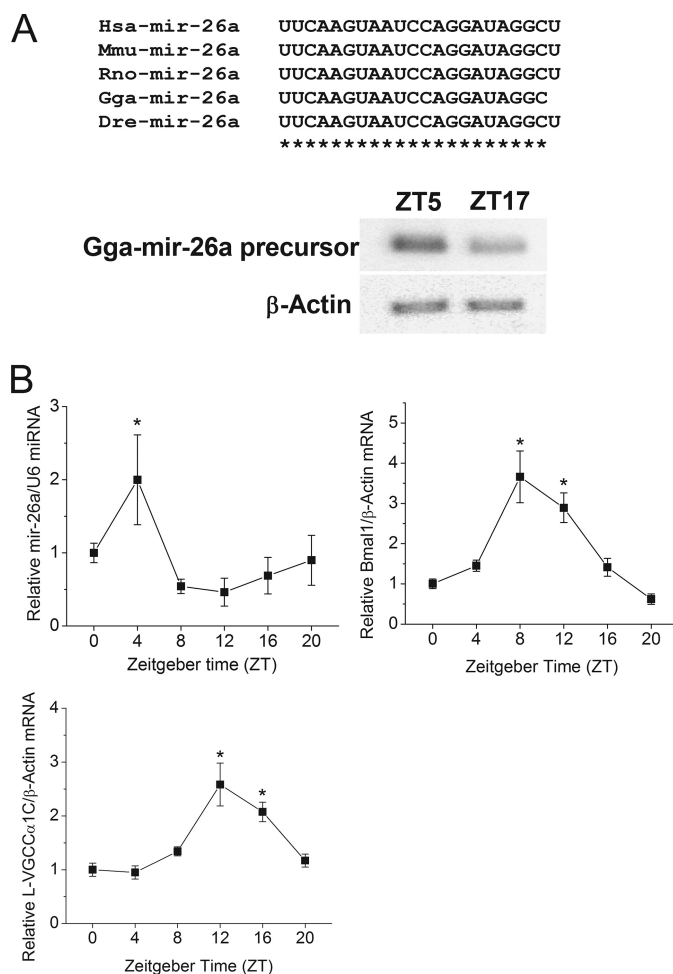 A
Hsa-mir-26a UUCAAGUAAUCCAGGAUAGGCU
Mmu-mir-26a UUCAAGUAAUCCAGGAUAGGCU
Rno-mir-26a UUCAAGUAAUCCAGGAUAGGCU
Gga-mir-26a UUCAAGUAAUCCAGGAUAGGC
Dre-mir-26a UUCAAGUAAUCCAGGAUAGGCU
*********************
ZT5 ZT17
Gga-mir-26a precursor
β-Actin
B
Relative mir-26a/U6 miRNA
3
2
1
0
*
0 4 8 12 16 20
Zeitgeber time (ZT)
Relative Bmal1/β-Actin mRNA
5
4
3
2
1
0
* *
0 4 8 12 16 20
Zeitgeber Time (ZT)
Relative L-VGCCα1C/β-Actin mRNA
4
3
2
1
0
* *
0 4 8 12 16 20
Zeitgeber Time (ZT)